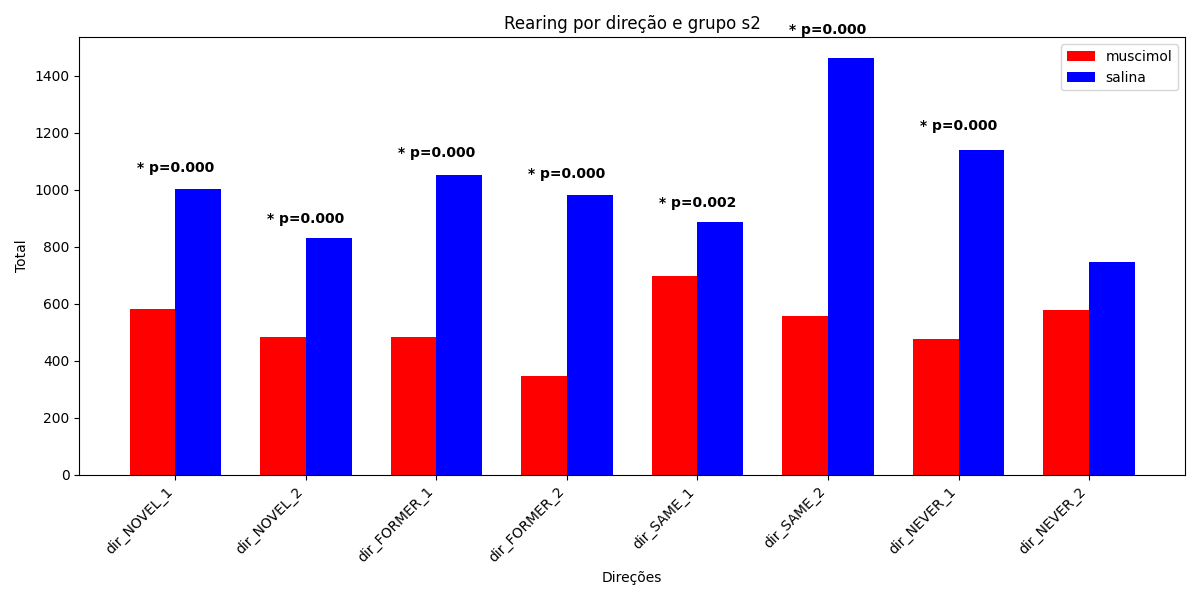 Rearing por direção e grupo s2
* p=0.000
* p=0.000
* p=0.000
* p=0.000
* p=0.002
* p=0.000
* p=0.000
muscimol
salina
Total
1400
1200
1000
800
600
400
200
0
dir_NOVEL_1
dir_NOVEL_2
dir_FORMER_1
dir_FORMER_2
dir_SAME_1
dir_SAME_2
dir_NEVER_1
dir_NEVER_2
Direções